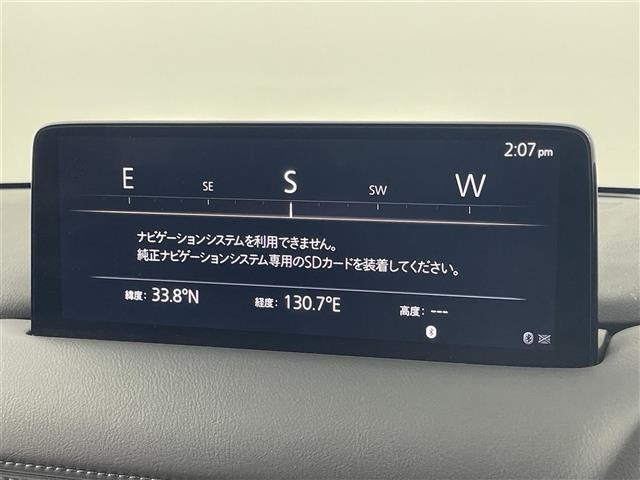 2:07pm
E SE S SW W
ナビゲーションシステムを利用できません。
純正ナビゲーションシステム専用のSDカードを装着してください。
緯度: 33.8°N 経度: 130.7°E 高度: ---